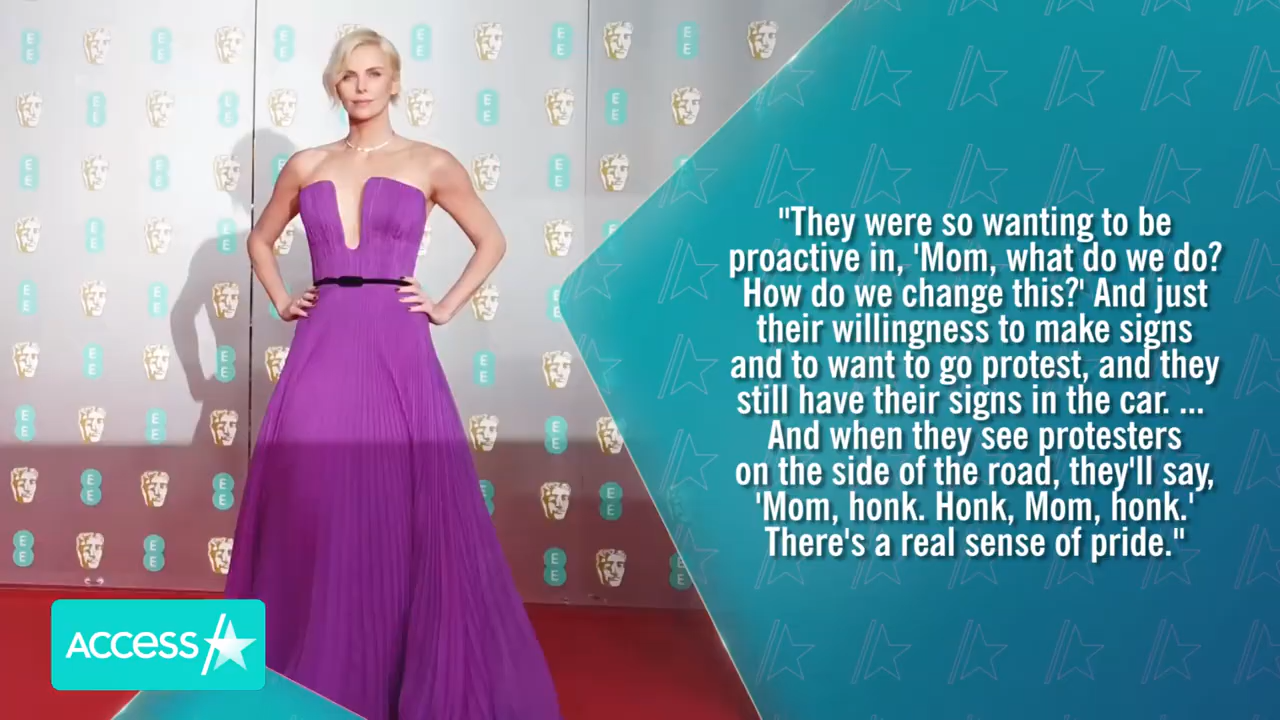 "They were so wanting to be
proactive in, 'Mom, what do we do?
How do we change this?' And just
their willingness to make signs
and to want to go protest, and they
still have their signs in the car. ...
And when they see protesters
on the side of the road, they'll say,
'Mom, honk. Honk, Mom, honk.'
There's a real sense of pride."
ACCESS
EE